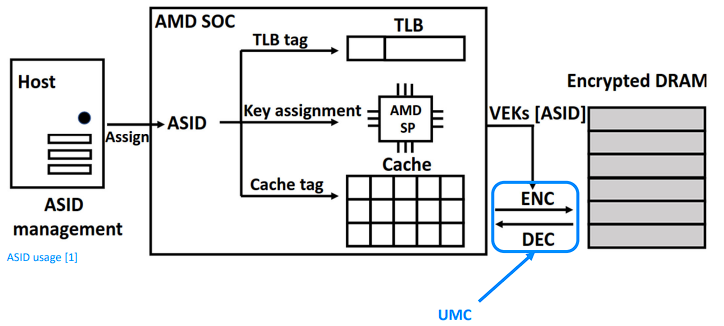 AMD SOC
TLB
TLB tag
Host
Encrypted DRAM
Key assignment
AMD
SP
VEKs [ASID]
Assign
ASID
Cache
Cache tag
ENC
ASID
management
DEC
ASID usage [1]
UMC